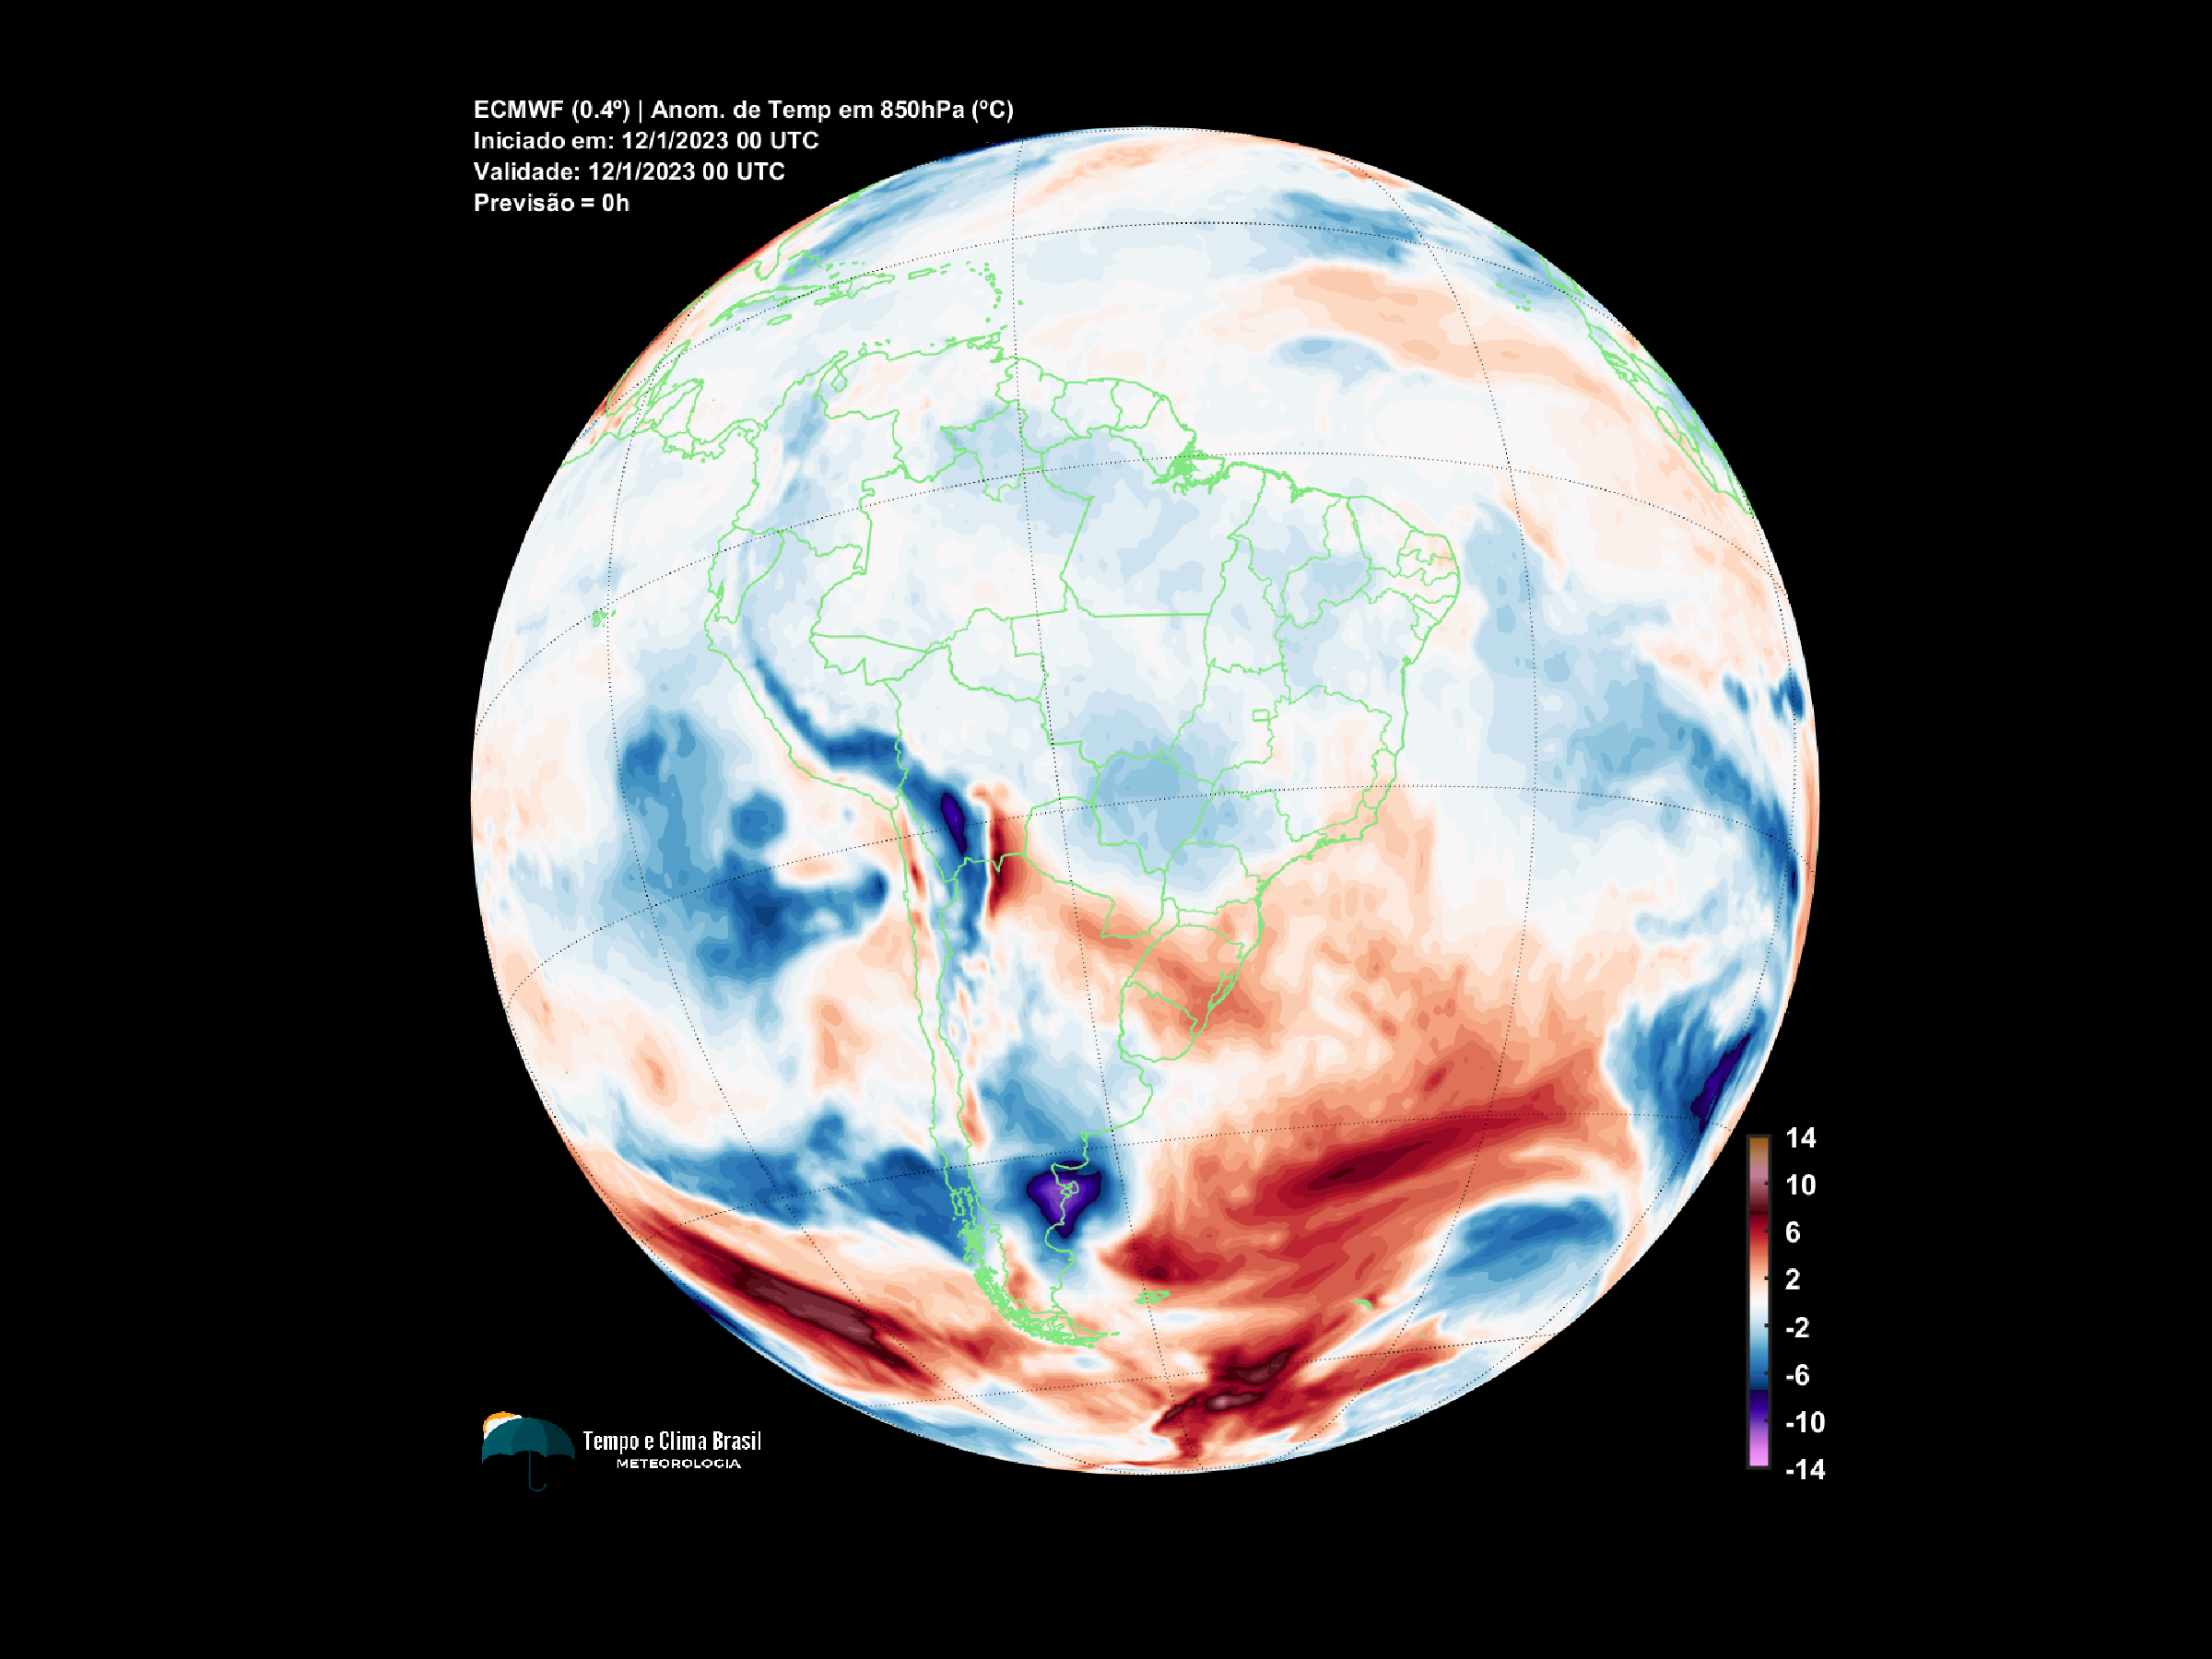 ECMWF (0.4º) | Anom. de Temp em 850hPa (ºC)
Iniciado em: 12/1/2023 00 UTC
Validade: 12/1/2023 00 UTC
Previsão = 0h
14
10
6
2
-2
-6
-10
-14
Tempo e Clima Brasil
METEOROLOGIA